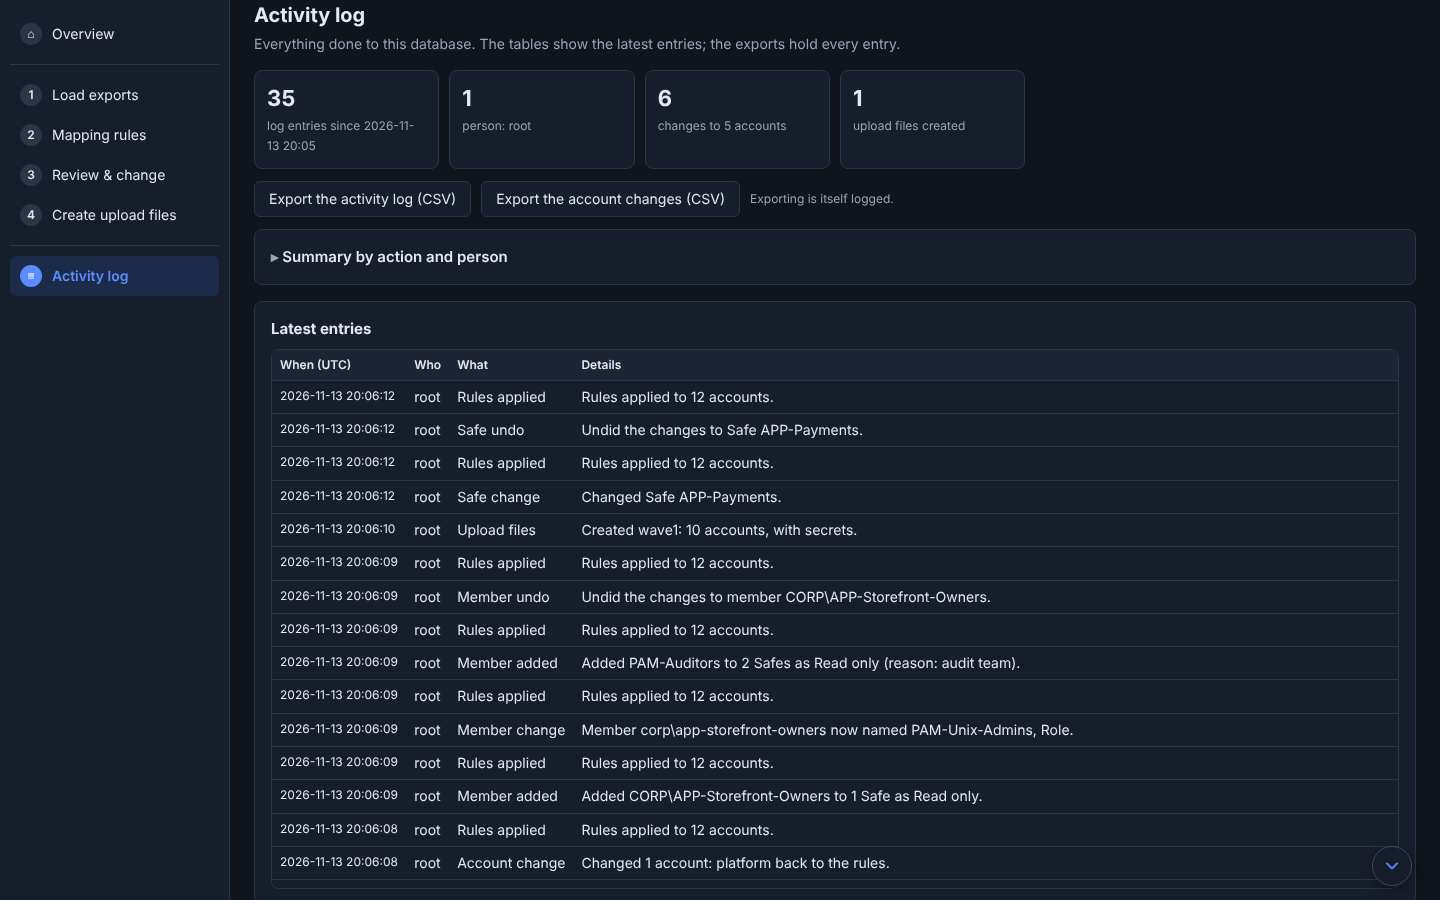 Overview
1 Load exports
2 Mapping rules
3 Review & change
4 Create upload files
Activity log
Activity log
Everything done to this database. The tables show the latest entries; the exports hold every entry.
35
log entries since 2026-11-
13 20:05
1
person: root
6
changes to 5 accounts
1
upload files created
Export the activity log (CSV)
Export the account changes (CSV)
Exporting is itself logged.
Summary by action and person
Latest entries
When (UTC) Who What Details
2026-11-13 20:06:12 root Rules applied Rules applied to 12 accounts.
2026-11-13 20:06:12 root Safe undo Undid the changes to Safe APP-Payments.
2026-11-13 20:06:12 root Rules applied Rules applied to 12 accounts.
2026-11-13 20:06:12 root Safe change Changed Safe APP-Payments.
2026-11-13 20:06:10 root Upload files Created wave1: 10 accounts, with secrets.
2026-11-13 20:06:09 root Rules applied Rules applied to 12 accounts.
2026-11-13 20:06:09 root Member undo Undid the changes to member CORP\APP-Storefront-Owners.
2026-11-13 20:06:09 root Rules applied Rules applied to 12 accounts.
2026-11-13 20:06:09 root Member added Added PAM-Auditors to 2 Safes as Read only (reason: audit team).
2026-11-13 20:06:09 root Rules applied Rules applied to 12 accounts.
2026-11-13 20:06:09 root Member change Member corp\app-storefront-owners now named PAM-Unix-Admins, Role.
2026-11-13 20:06:09 root Rules applied Rules applied to 12 accounts.
2026-11-13 20:06:09 root Member added Added CORP\APP-Storefront-Owners to 1 Safe as Read only.
2026-11-13 20:06:08 root Rules applied Rules applied to 12 accounts.
2026-11-13 20:06:08 root Account change Changed 1 account: platform back to the rules.